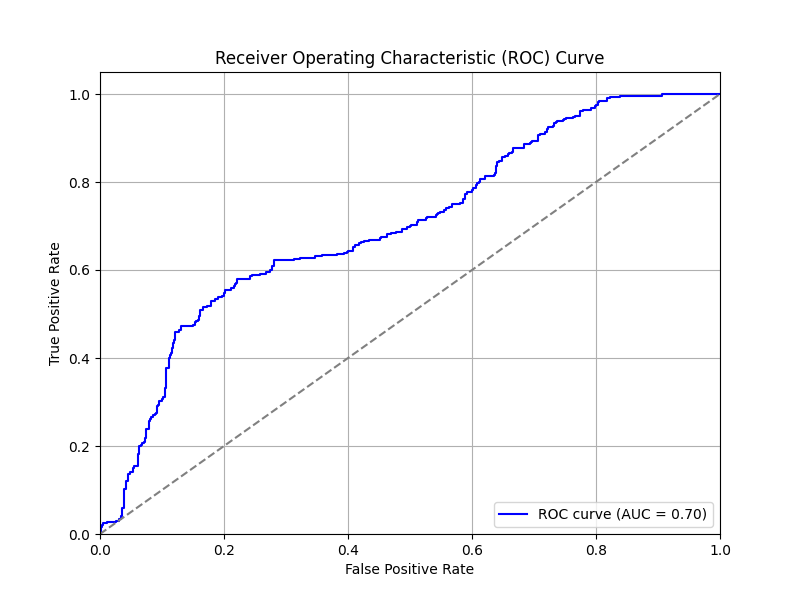 Receiver Operating Characteristic (ROC) Curve
True Positive Rate
1.0
0.8
0.6
0.4
0.2
0.0
0.0 0.2 0.4 0.6 0.8 1.0
False Positive Rate
ROC curve (AUC = 0.70)